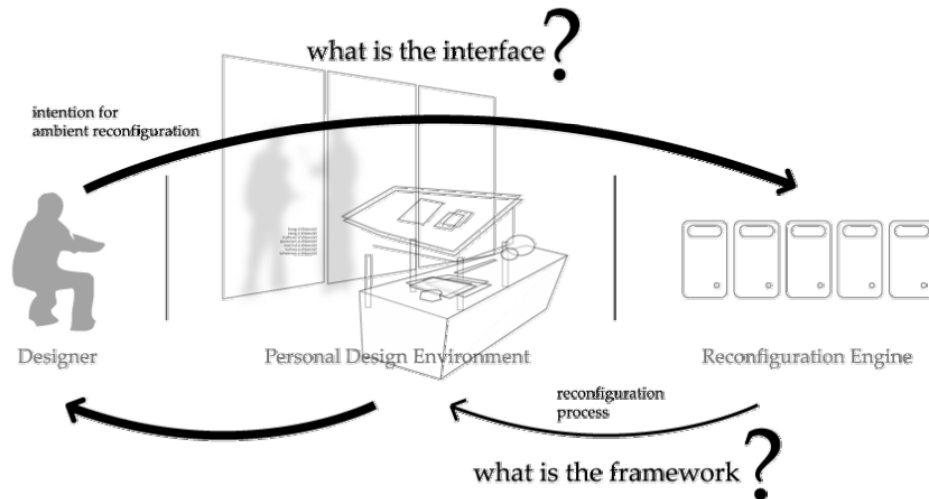 what is the interface?
intention for
ambient reconfiguration
Designer
Personal Design Environment
Reconfiguration Engine
reconfiguration
process
what is the framework?